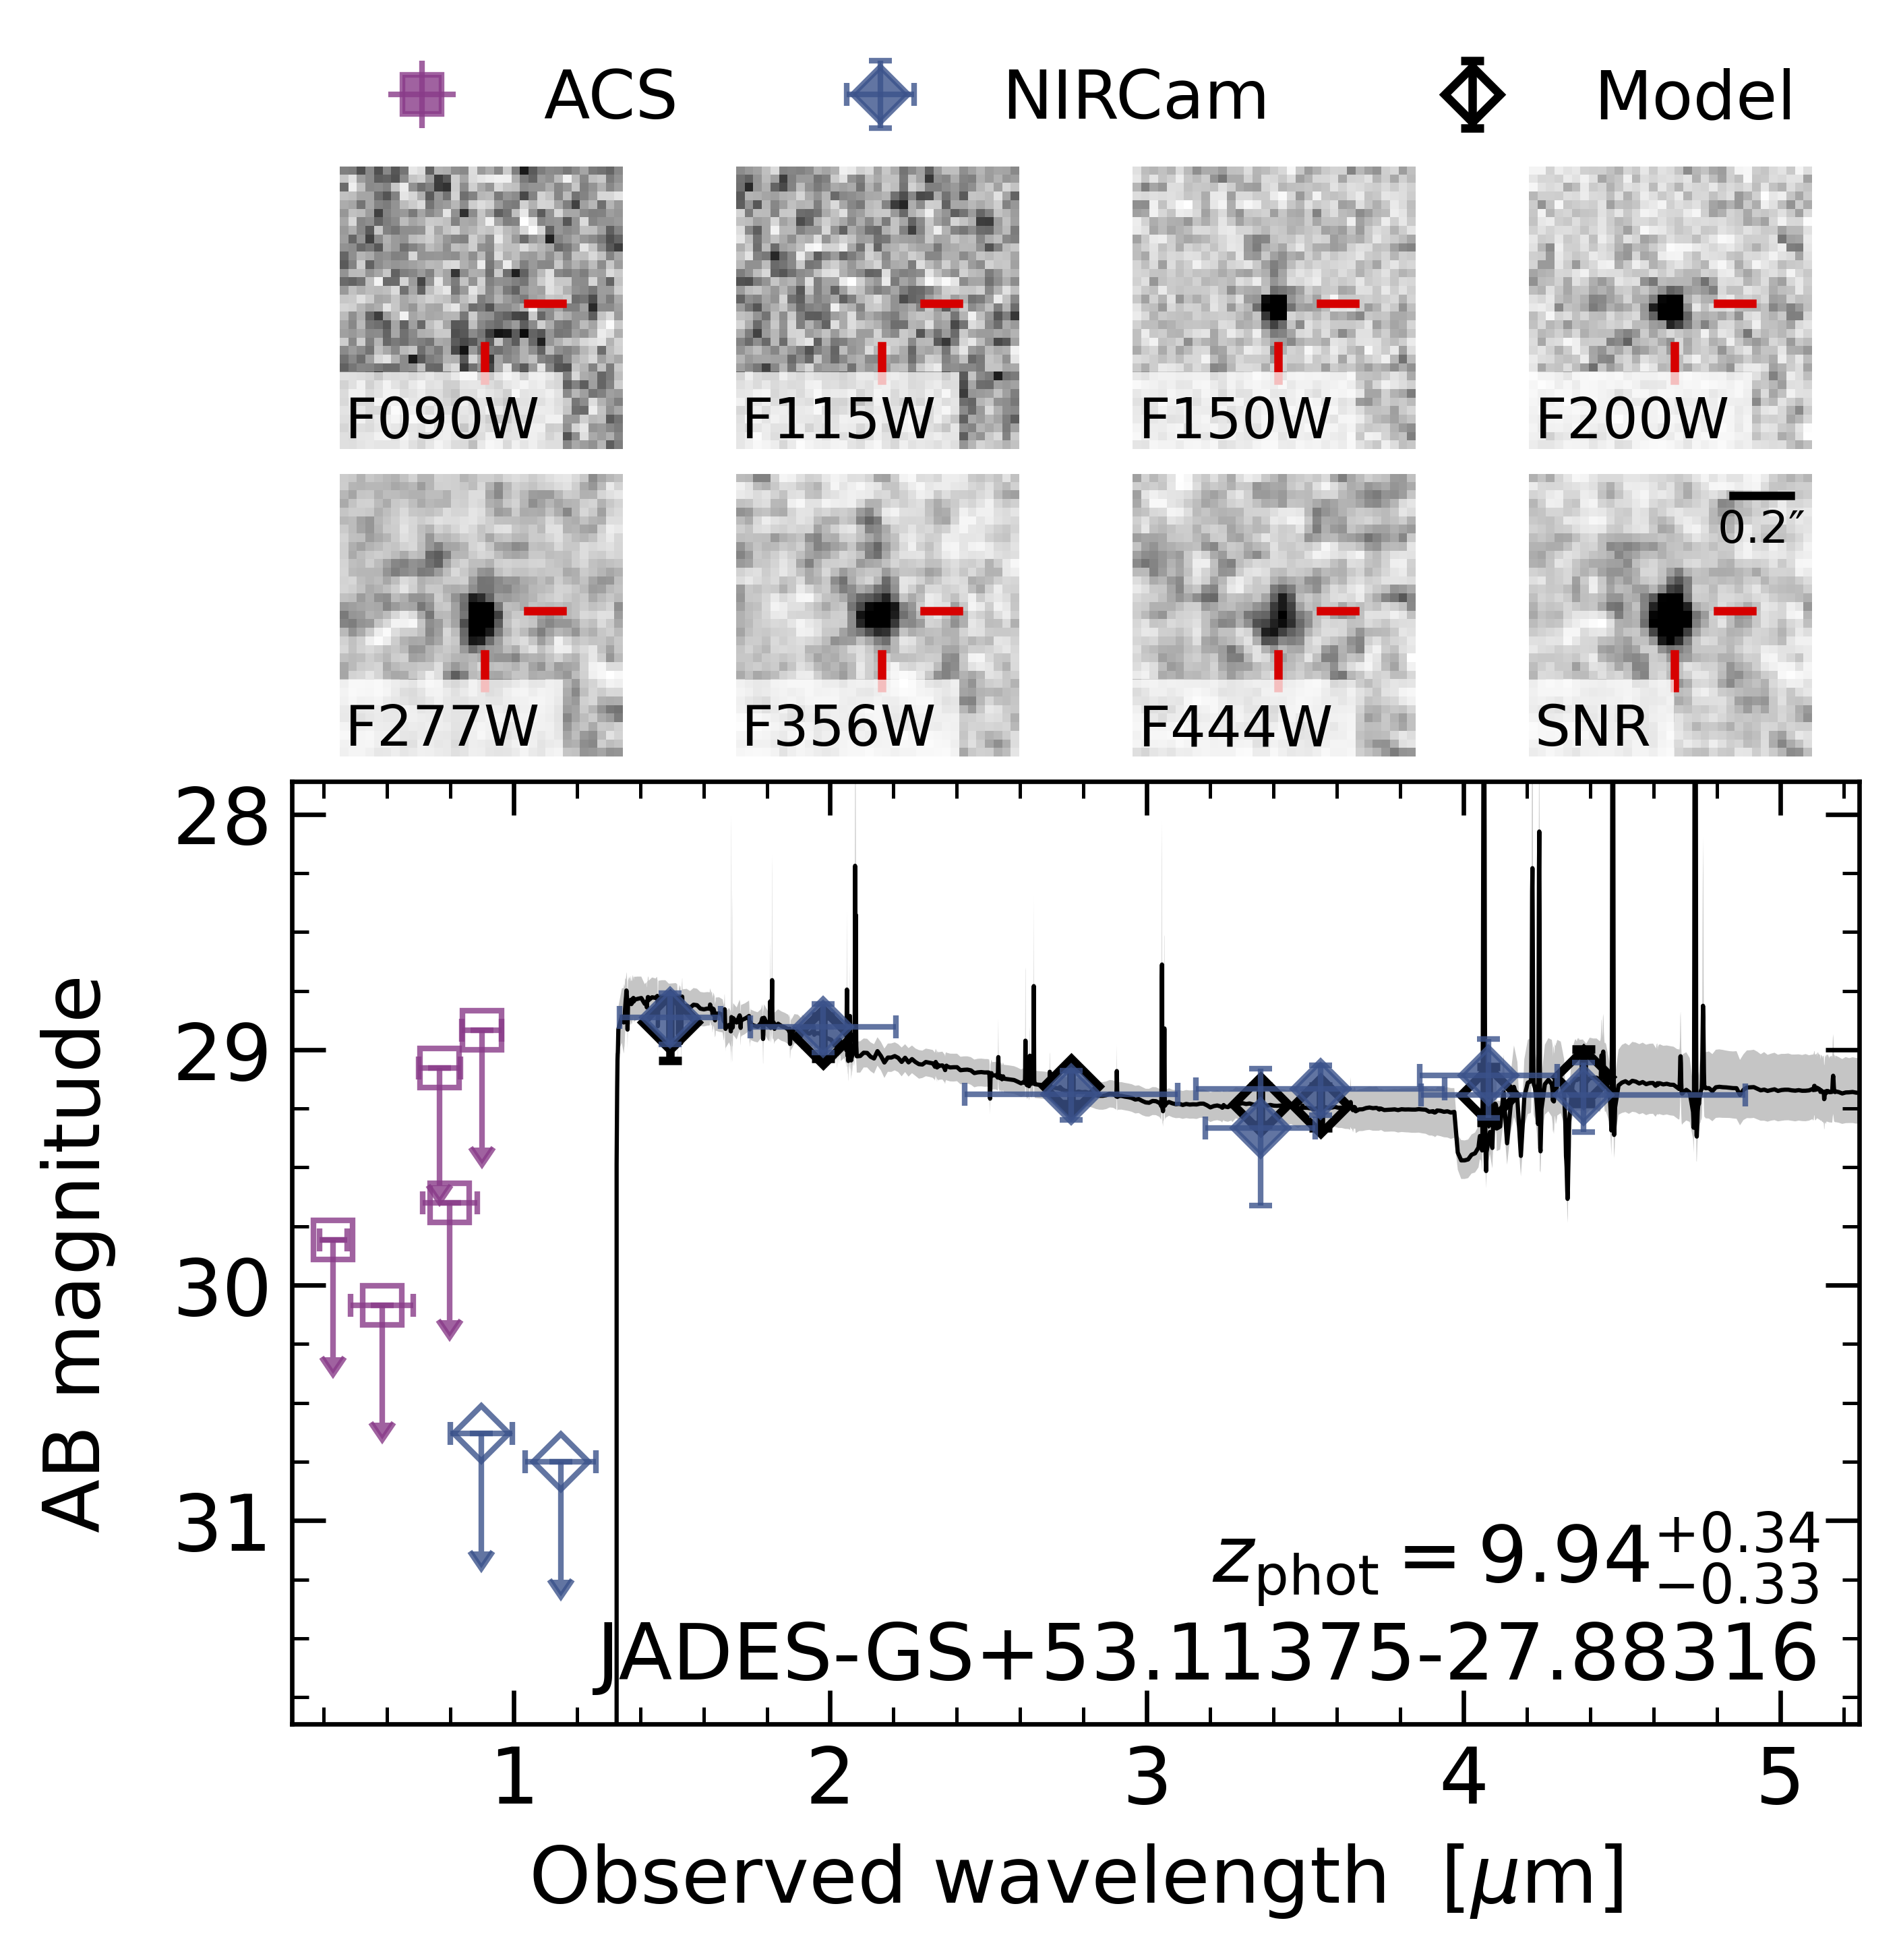 ACS NIRCam Model
F090W F115W F150W F200W
0.2″
F277W F356W F444W SNR
28
29
30
31
AB magnitude
z_phot = 9.94 +0.34 −0.33
JADES-GS+53.11375-27.88316
1 2 3 4 5
Observed wavelength [μm]